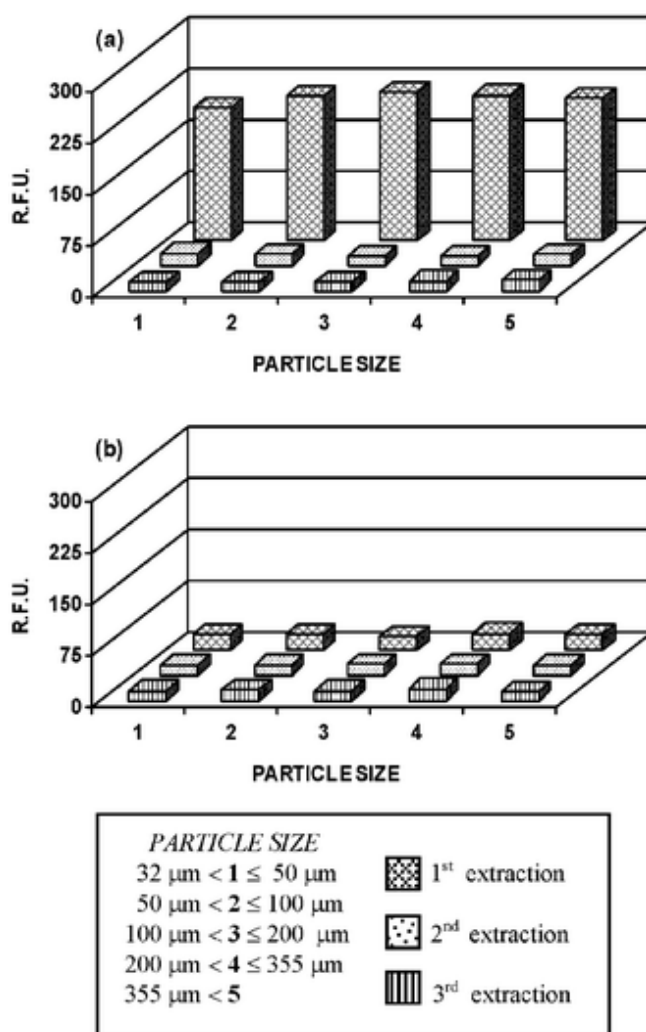 (a)
300
225
150
75
0
R.F.U.
1 2 3 4 5
PARTICLE SIZE
(b)
300
225
150
75
0
R.F.U.
1 2 3 4 5
PARTICLE SIZE
PARTICLE SIZE
32 μm < 1 ≤ 50 μm
50 μm < 2 ≤ 100 μm
100 μm < 3 ≤ 200 μm
200 μm < 4 ≤ 355 μm
355 μm < 5
1st extraction
2nd extraction
3rd extraction